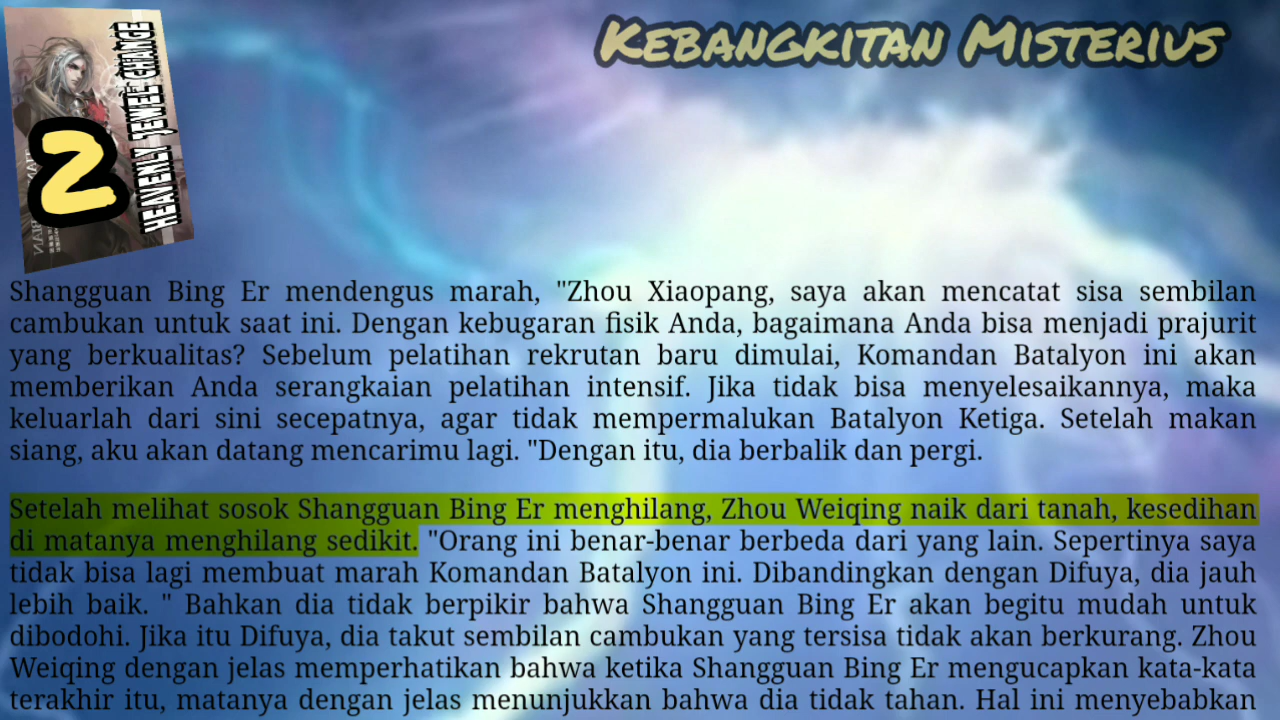 Kebangkitan Misterius
HEAVENLY JEWEL CHANGE
2
Shangguan Bing Er mendengus marah, "Zhou Xiaopang, saya akan mencatat sisa sembilan
cambukan untuk saat ini. Dengan kebugaran fisik Anda, bagaimana Anda bisa menjadi prajurit
yang berkualitas? Sebelum pelatihan rekrutan baru dimulai, Komandan Batalyon ini akan
memberikan Anda serangkaian pelatihan intensif. Jika tidak bisa menyelesaikannya, maka
keluarlah dari sini secepatnya, agar tidak mempermalukan Batalyon Ketiga. Setelah makan
siang, aku akan datang mencarimu lagi. "Dengan itu, dia berbalik dan pergi.
Setelah melihat sosok Shangguan Bing Er menghilang, Zhou Weiqing naik dari tanah, kesedihan
di matanya menghilang sedikit. "Orang ini benar-benar berbeda dari yang lain. Sepertinya saya
tidak bisa lagi membuat marah Komandan Batalyon ini. Dibandingkan dengan Difuya, dia jauh
lebih baik. " Bahkan dia tidak berpikir bahwa Shangguan Bing Er akan begitu mudah untuk
dibodohi. Jika itu Difuya, dia takut sembilan cambukan yang tersisa tidak akan berkurang. Zhou
Weiqing dengan jelas memperhatikan bahwa ketika Shangguan Bing Er mengucapkan kata-kata
terakhir itu, matanya dengan jelas menunjukkan bahwa dia tidak tahan. Hal ini menyebabkan